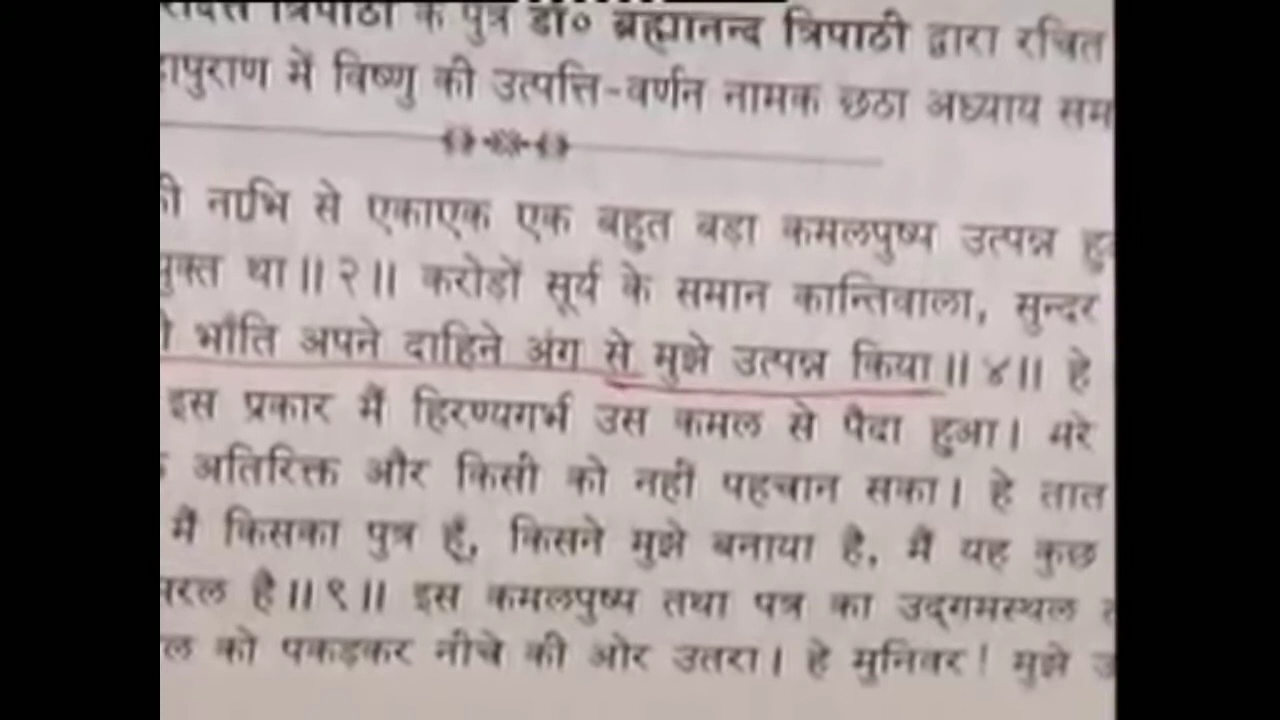 त्रिपाठी के पुत्र डॉ० ब्रह्मानन्द त्रिपाठी द्वारा रचित
में विष्णु की उत्पत्ति-वर्णन नामक छठा अध्याय
नाभि से एकाएक एक बहुत बड़ा कमलपुष्प उत्पन्न
था॥२॥ करोड़ों सूर्य के समान कान्तिवाला, सुन्दर
भाँति अपने दाहिने अंग से मुझे उत्पन्न किया॥४॥ हे
इस प्रकार मैं हिरण्यगर्भ उस कमल से पैदा हुआ। मेरे
अतिरिक्त और किसी को नहीं पहचान सका। हे तात
मैं किसका पुत्र हूँ, किसने मुझे बनाया है, मैं यह कुछ
है॥९॥ इस कमलपुष्प तथा पत्र का उद्गमस्थल
को पकड़कर नीचे की ओर उतरा। हे मुनिवर! मुझे